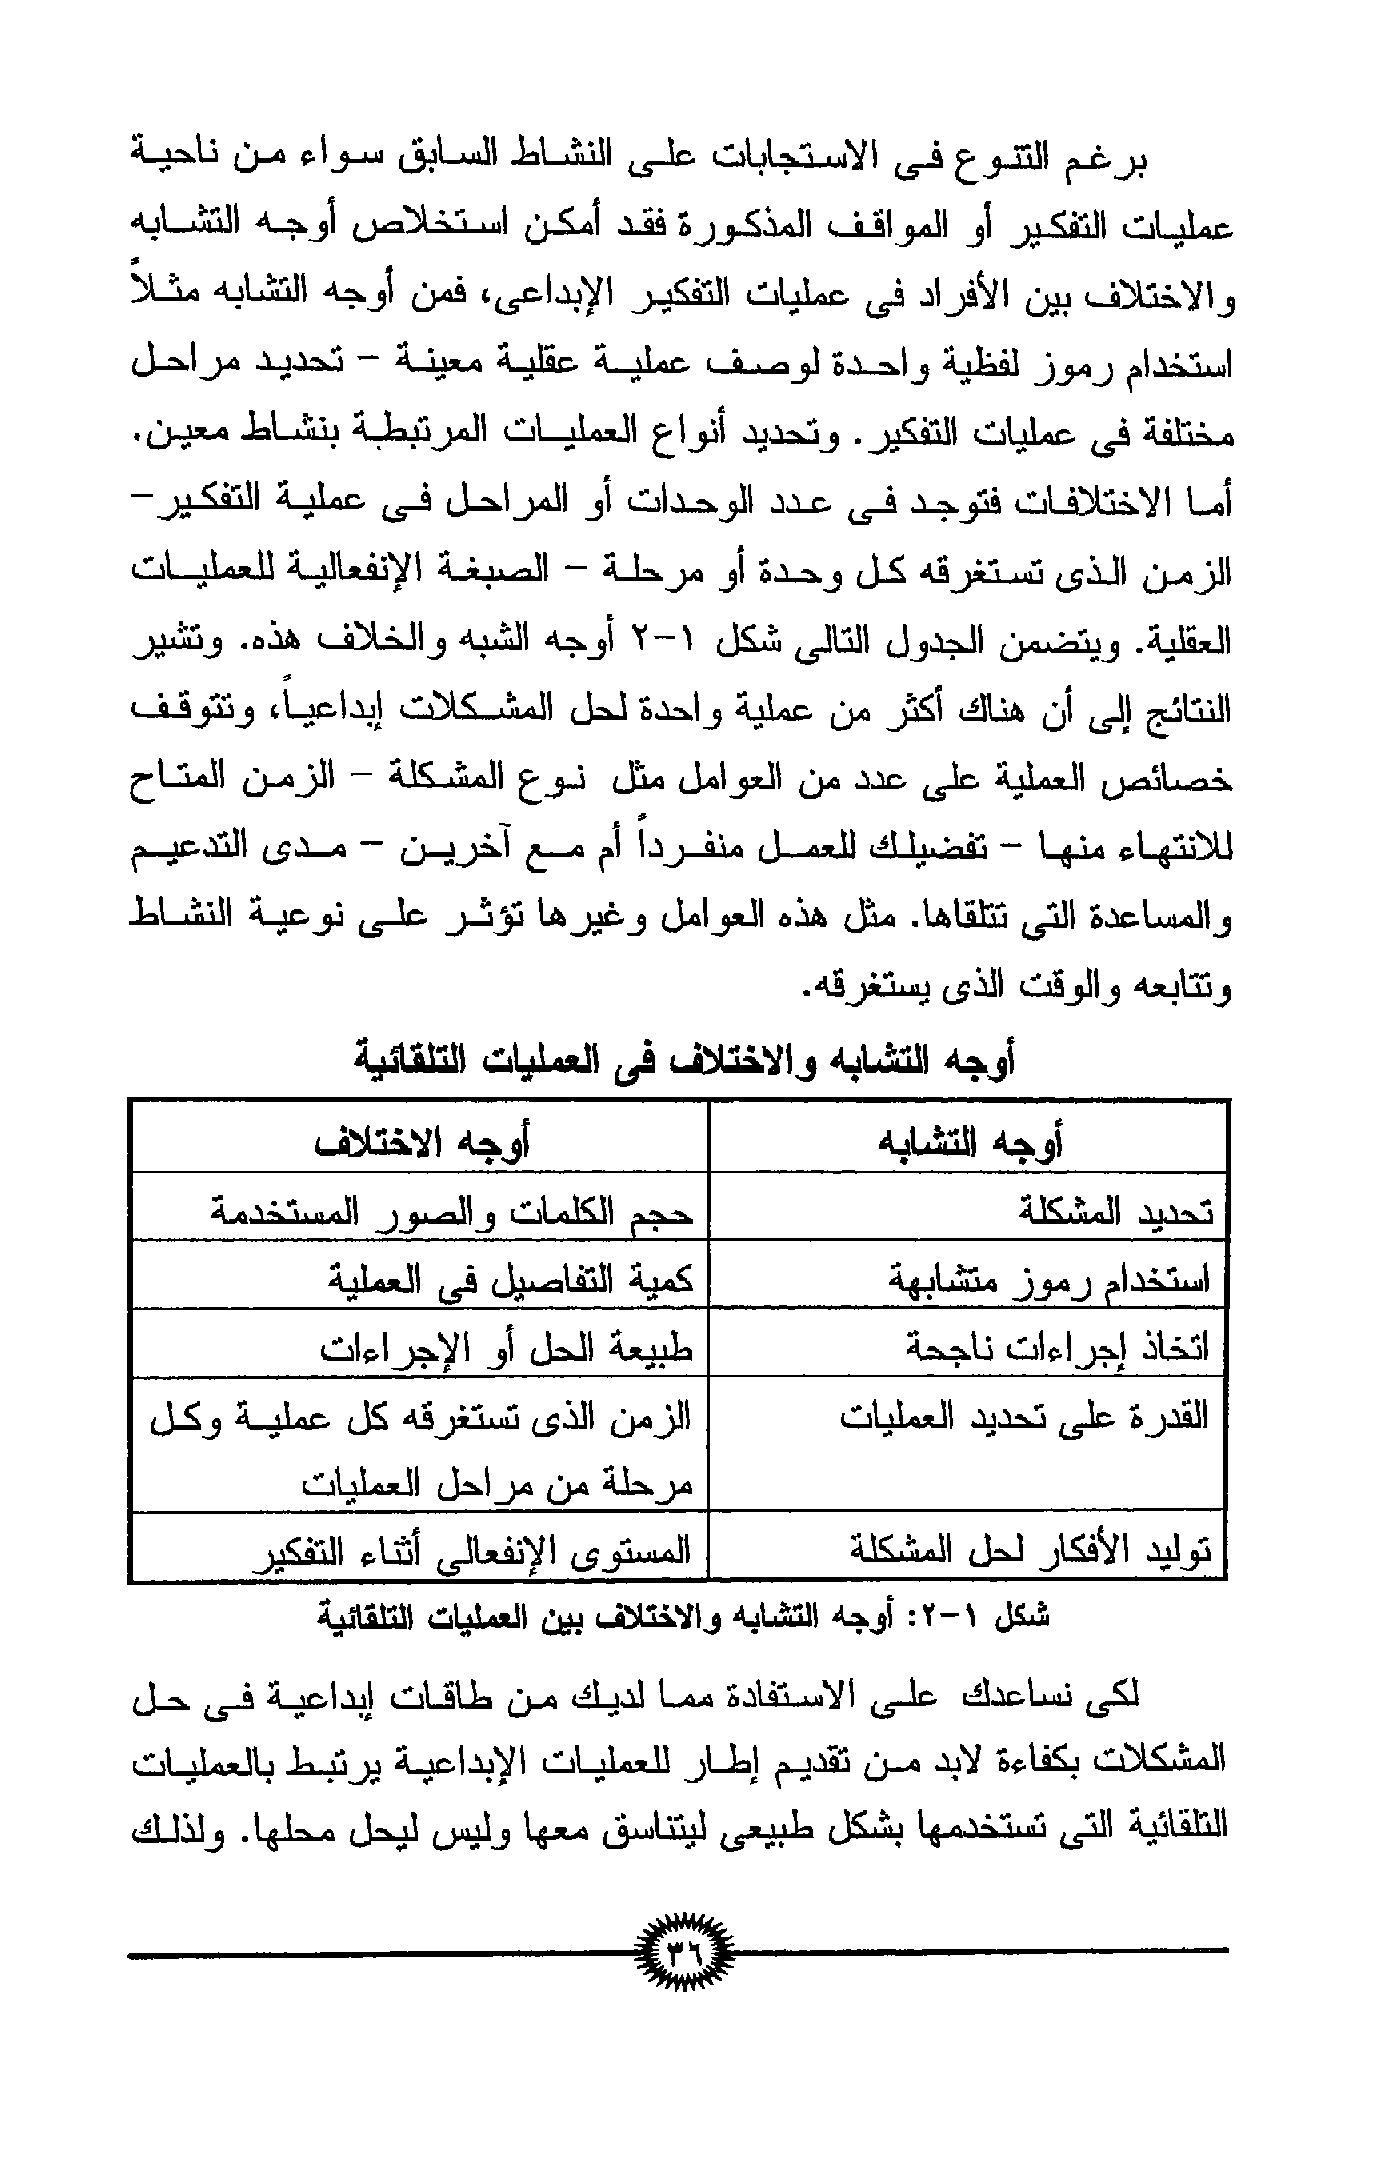 برغم التنوع فى الاستجابات على النشاط السابق سواء من ناحية
عمليات التفكير أو المواقف المذكورة فقد أمكن استخلاص أوجه التشابه
والاختلاف بين الأفراد فى عمليات التفكير الإبداعى، فمن أوجه التشابه مثلاً
استخدام رموز لفظية واحدة لوصف عملية عقلية معينة – تحديد مراحل
مختلفة فى عمليات التفكير. وتحديد أنواع العمليات المرتبطة بنشاط معين.
أما الاختلافات فتوجد فى عدد الوحدات أو المراحل فى عملية التفكير–
الزمن الذى تستغرقه كل وحدة أو مرحلة – الصبغة الإنفعالية للعمليات
العقلية. ويتضمن الجدول التالى شكل ١–٢ أوجه الشبه والخلاف هذه. وتشير
النتائج إلى أن هناك أكثر من عملية واحدة لحل المشكلات إبداعياً، وتتوقف
خصائص العملية على عدد من العوامل مثل نوع المشكلة – الزمن المتاح
للانتهاء منها – تفضيلك للعمل منفرداً أم مع آخرين – مدى التدعيم
والمساعدة التى تتلقاها. مثل هذه العوامل وغيرها تؤثر على نوعية النشاط
وتتابعه والوقت الذى يستغرقه.
أوجه التشابه والاختلاف فى العمليات التلقائية
أوجه التشابه أوجه الاختلاف
تحديد المشكلة حجم الكلمات والصور المستخدمة
استخدام رموز متشابهة كمية التفاصيل فى العملية
اتخاذ إجراءات ناجحة طبيعة الحل أو الإجراءات
القدرة على تحديد العمليات الزمن الذى تستغرقه كل عملية وكل
مرحلة من مراحل العمليات
توليد الأفكار لحل المشكلة المستوى الإنفعالى أثناء التفكير
شكل ١–٢: أوجه التشابه والاختلاف بين العمليات التلقائية
لكى نساعدك على الاستفادة مما لديك من طاقات إبداعية فى حل
المشكلات بكفاءة لابد من تقديم إطار للعمليات الإبداعية يرتبط بالعمليات
التلقائية التى تستخدمها بشكل طبيعى ليتناسق معها وليس ليحل محلها. ولذلك
٣٦